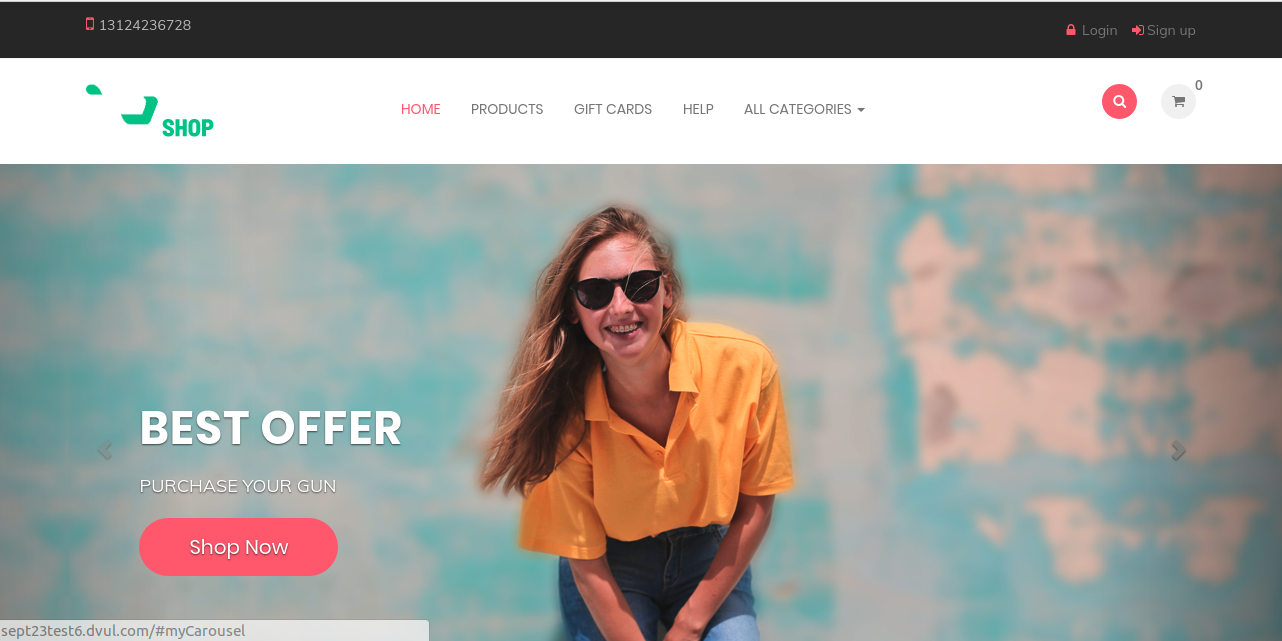 13124236728
Login
Sign up
SHOP
HOME
PRODUCTS
GIFT CARDS
HELP
ALL CATEGORIES
0
BEST OFFER
PURCHASE YOUR GUN
Shop Now
sept23test6.dvul.com/#myCarousel